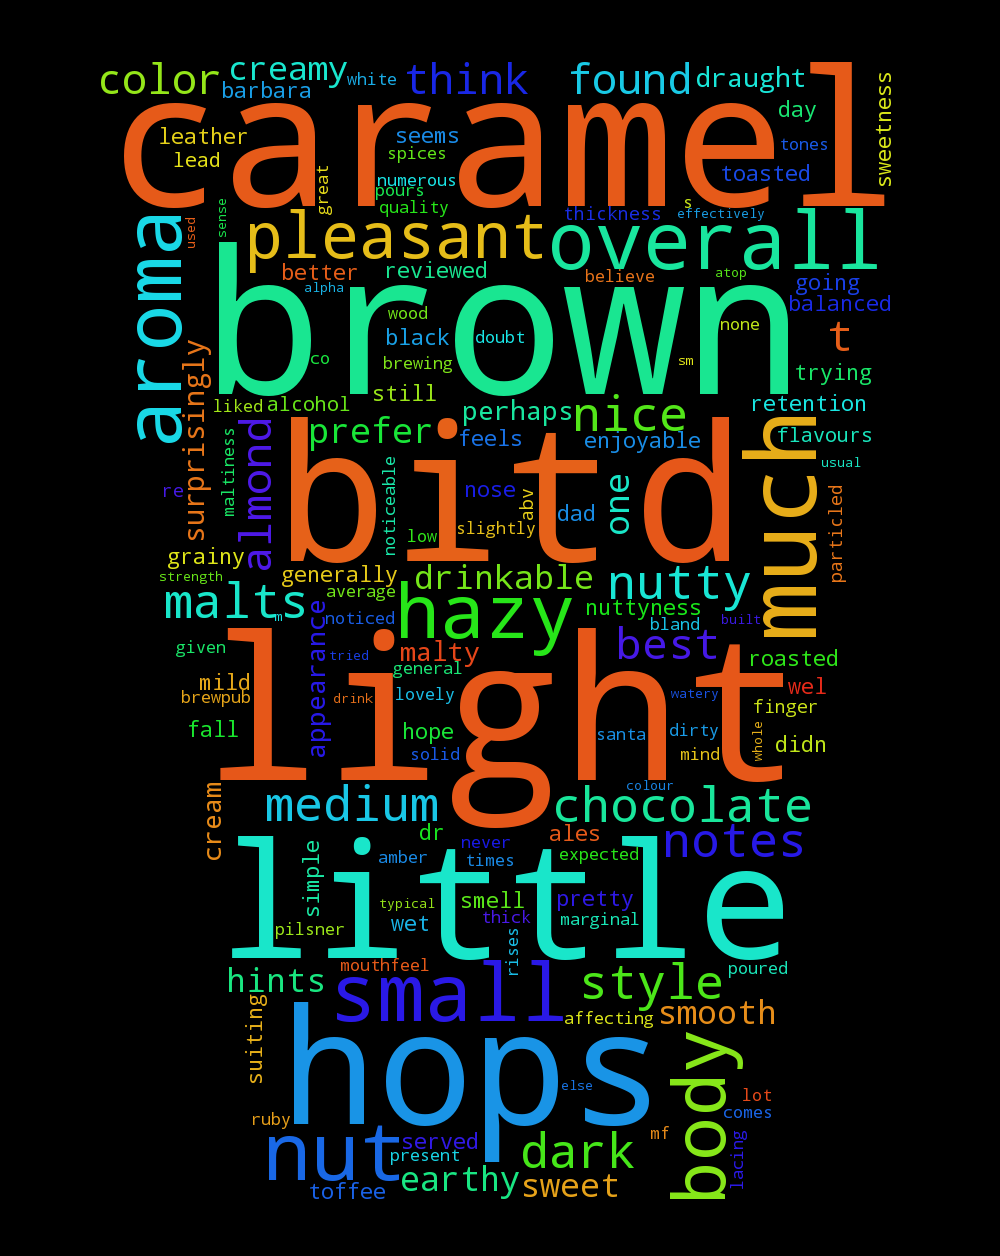 color creamy white think found draught
barbara
caramel
day
leather seems tones
lead spices toasted sweetness
numerous
great pours s
quality thickness effectively
used sense aroma pleasant overall
better reviewed believe atop going
alpha balanced
brown
wood none t
black doubt
co brewing sm trying
surprisingly still
liked alcohol perhaps nice retention
prefer feels enjoyable flavours
bitd
maltiness almond noticeable usual
re nose abv dad one much particled
low slightly
grainy generally drinkable nutty
strength average
malts m noticed hazy nuttyness built
bland
given appearance tried malty best roasted
general
light
mild drink lovely watery wel
brewpub finger
fall hope santa dirty didn
solid mind whole
cream colour
medium chocolate
dr ales notes
never
simple amber times expected
little
typical smell pretty
pilsner wet thick marginal
rises
mouthfeel poured
hints small style
suiting affecting smooth
hops
else lot
ruby comes
nut served mf body lacing
present dark
toffee earthy sweet